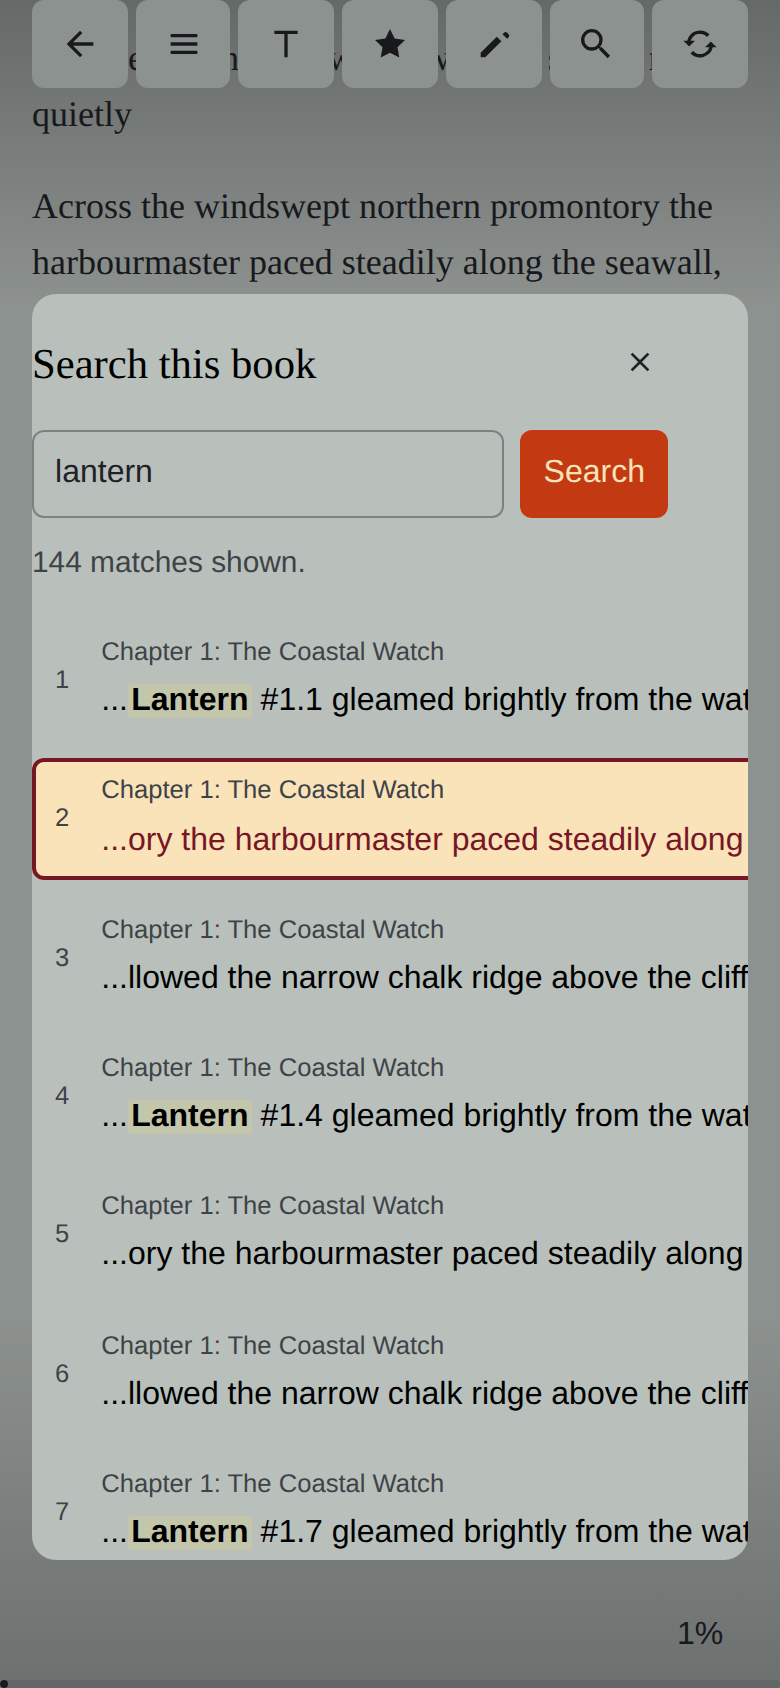 quietly
Across the windswept northern promontory the
harbourmaster paced steadily along the seawall,
Search this book
lantern
Search
144 matches shown.
1
Chapter 1: The Coastal Watch
...Lantern #1.1 gleamed brightly from the wat
2
Chapter 1: The Coastal Watch
...ory the harbourmaster paced steadily along
3
Chapter 1: The Coastal Watch
...llowed the narrow chalk ridge above the cliff
4
Chapter 1: The Coastal Watch
...Lantern #1.4 gleamed brightly from the wat
5
Chapter 1: The Coastal Watch
...ory the harbourmaster paced steadily along
6
Chapter 1: The Coastal Watch
...llowed the narrow chalk ridge above the cliff
7
Chapter 1: The Coastal Watch
...Lantern #1.7 gleamed brightly from the wat
1%